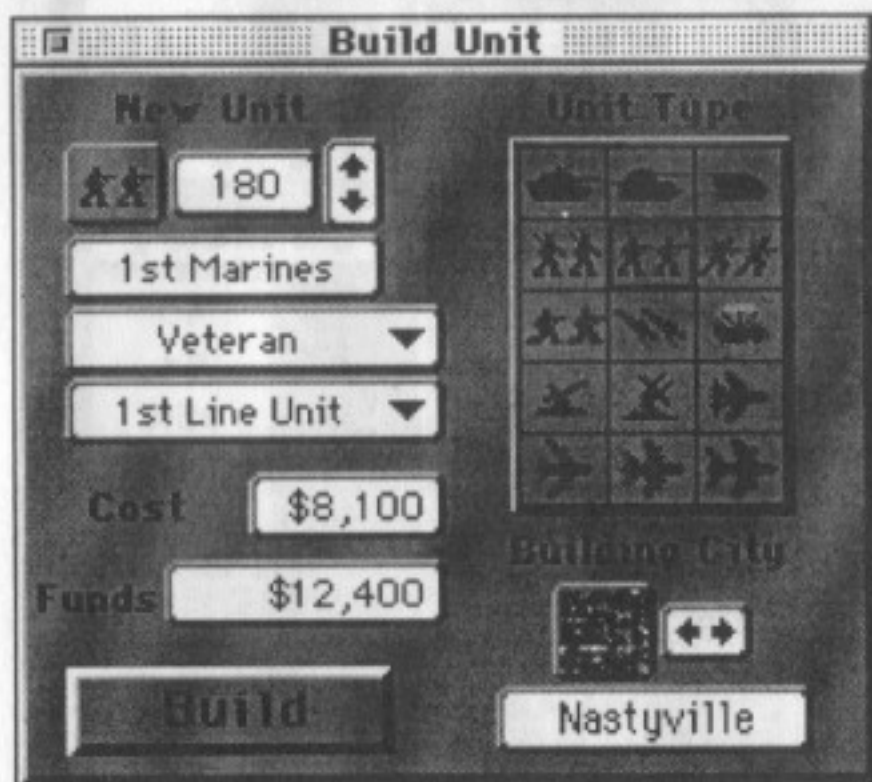 Build Unit
New Unit
180
1st Marines
Veteran
1st Line Unit
Cost
$8,100
Funds
$12,400
Build
Unit Type
Building City
Nastyville